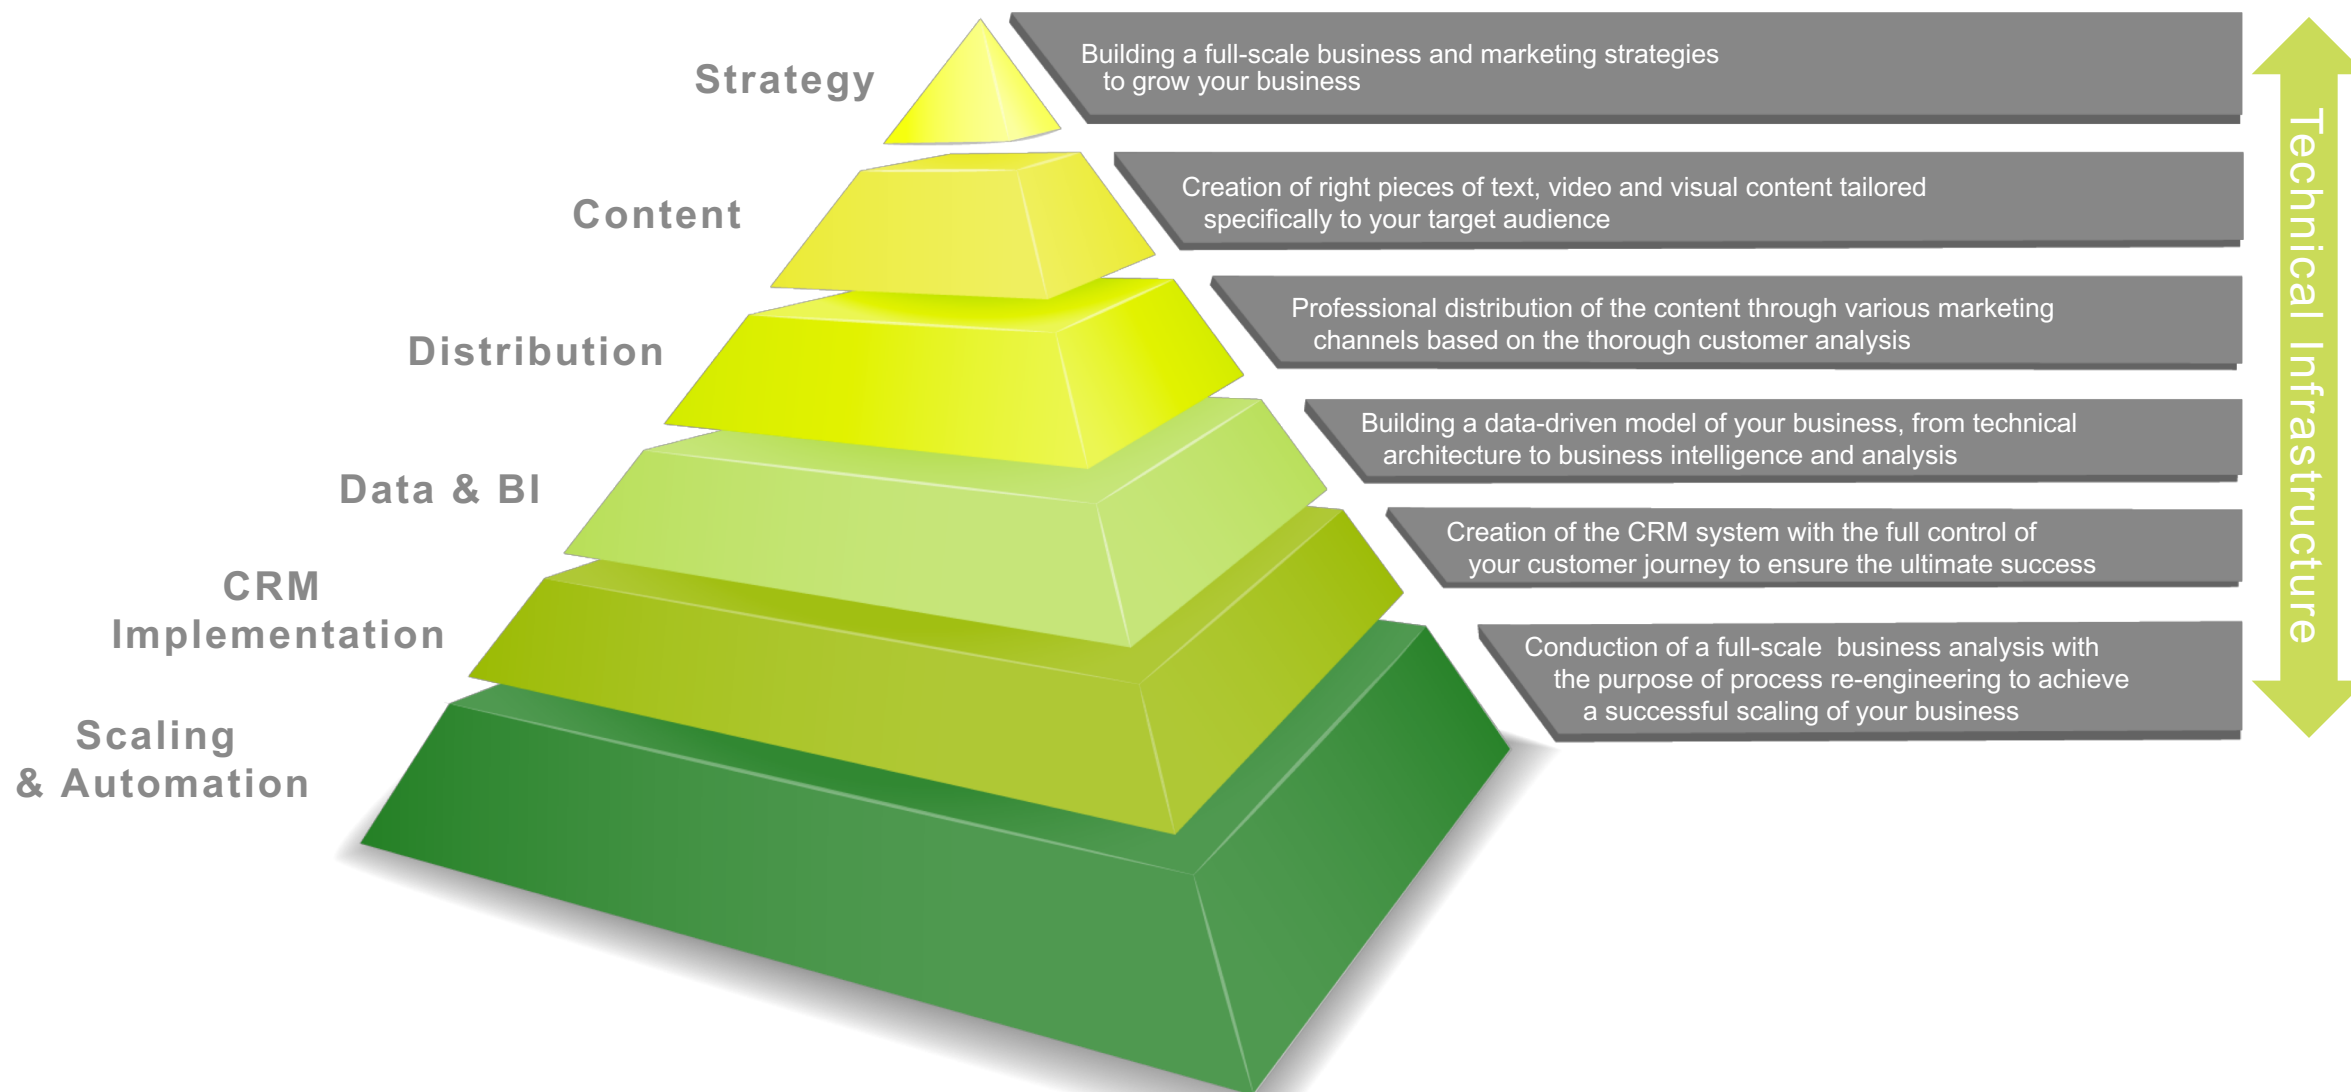 Strategy
Building a full-scale business and marketing strategies
to grow your business
Content
Creation of right pieces of text, video and visual content tailored
specifically to your target audience
Distribution
Professional distribution of the content through various marketing
channels based on the thorough customer analysis
Data & BI
Building a data-driven model of your business, from technical
architecture to business intelligence and analysis
CRM
Implementation
Creation of the CRM system with the full control of
your customer journey to ensure the ultimate success
Scaling
& Automation
Conduction of a full-scale  business analysis with
the purpose of process re-engineering to achieve
a successful scaling of your business
Technical Infrastructure